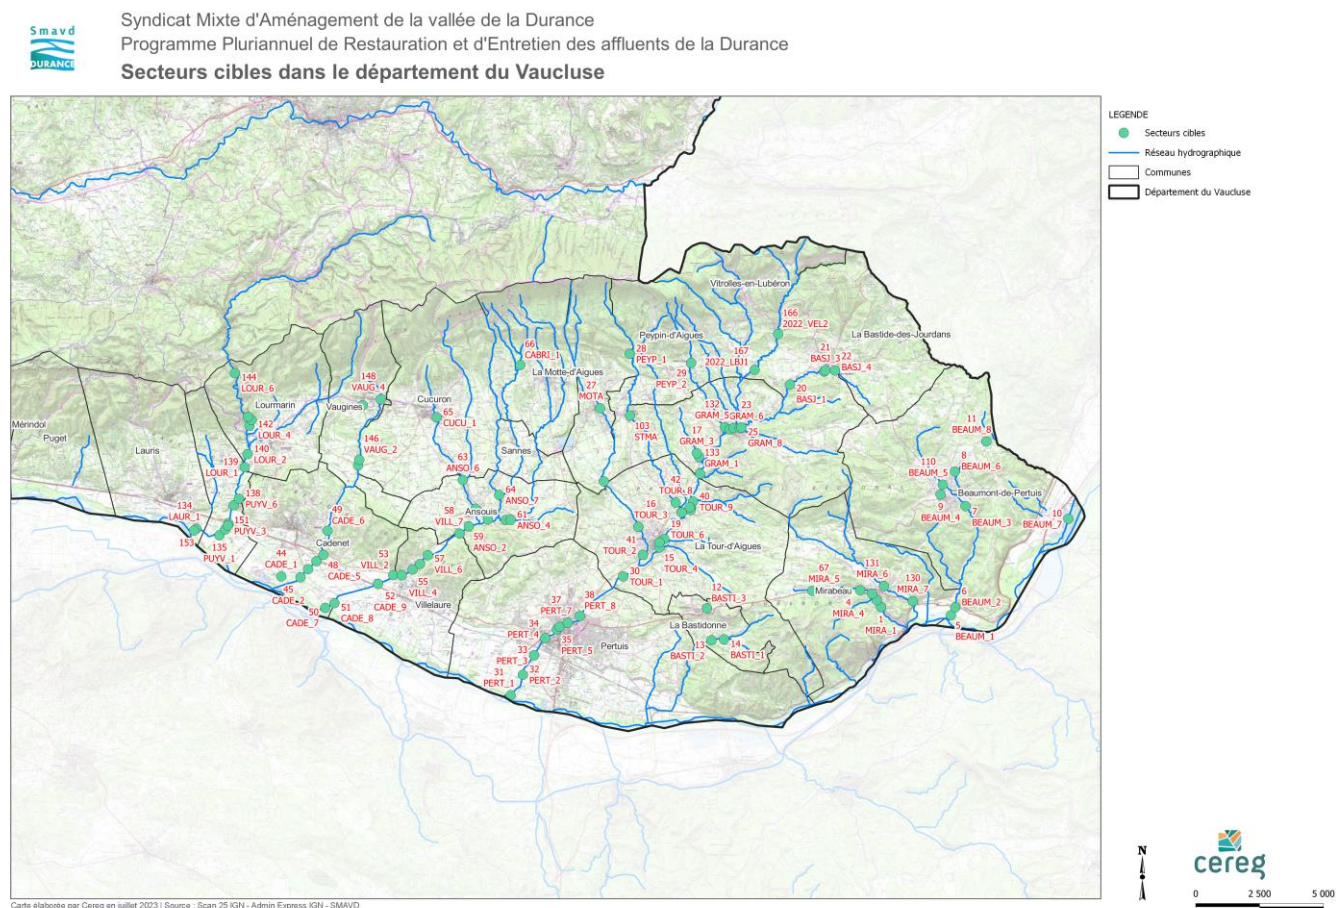 Smavd
DURANCE
Syndicat Mixte d'Aménagement de la vallée de la Durance
Programme Pluriannuel de Restauration et d'Entretien des affluents de la Durance
Secteurs cibles dans le département du Vaucluse
LEGENDE
Secteurs cibles
Réseau hydrographique
Communes
Département du Vaucluse
Vitrolles-en-Lubéron
166
2022_VEL2
La Bastide-des-Jourdans
Peypin-d'Aigues
28
PEYP_1
167
2022_LBJ1
21
BASJ_3
22
BASJ_4
66
CABRI_1
La Motte-d'Aigues
29
PEYP_2
20
BASJ_1
144
LOUR_6
148
VAUG_4
27
MOTA
Cucuron
Lourmarin
Vaugines
65
CUCU_1
132
GRAM_5
23
GRAM_6
11
BEAUM_8
Mérindol
Puget
142
LOUR_4
103
STMA
17
GRAM_3
25
GRAM_8
Lauris
146
VAUG_2
140
LOUR_2
139
LOUR_1
Sannes
63
ANSO_6
133
GRAM_1
110
BEAUM_5
8
BEAUM_6
42
TOUR_8
64
ANSO_7
138
PUYV_6
9
BEAUM_4
Beaumont-de-Pertuis
134
LAUR_1
16
TOUR_3
40
TOUR_9
49
CADE_6
58
VILL_7
Ansouis
61
ANSO_4
7
BEAUM_3
10
BEAUM_7
151
PUYV_3
153
135
PUYV_1
19
TOUR_6
59
ANSO_2
Cadenet
41
TOUR_2
La Tour-d'Aigues
44
CADE_1
48
CADE_5
53
VILL_2
57
VILL_6
15
TOUR_4
67
MIRA_5
131
MIRA_6
30
TOUR_1
130
MIRA_7
45
CADE_2
52
CADE_9
55
VILL_4
Villelaure
12
BASTI_3
Mirabeau
6
BEAUM_2
50
CADE_7
51
CADE_8
37
PERT_7
38
PERT_8
4
MIRA_4
1
MIRA_1
5
BEAUM_1
La Bastidonne
34
PERT_4
35
PERT_5
Pertuis
13
BASTI_2
14
BASTI_1
33
PERT_3
31
PERT_1
32
PERT_2
N
cereg
0 2 500 5 000
Carte élaborée par Cereg en juillet 2023 | Source : Scan 25 IGN - Admin Express IGN - SMAVD